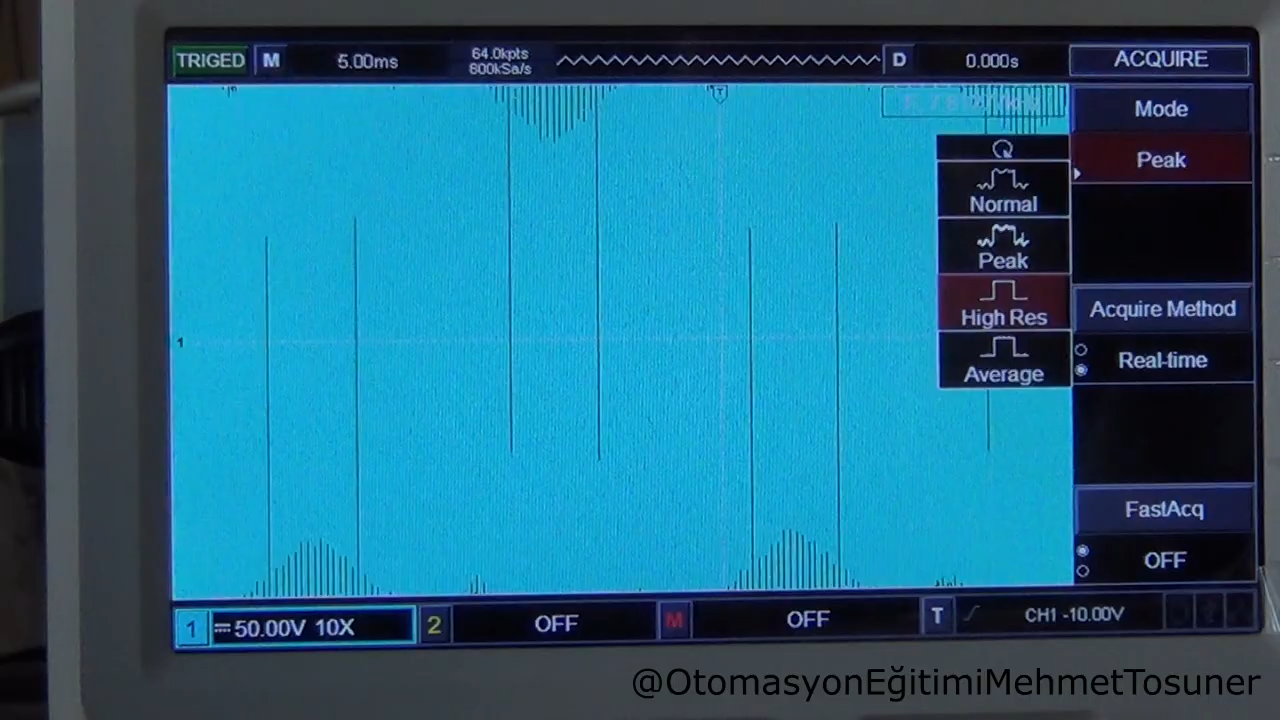 TRIGED M 5.00ms 64.0kpts D 0.000s ACQUIRE
600kSa/s
Mode
Peak
Normal
Peak
High Res
Average
Acquire Method
Real-time
FastAcq
OFF
T
1
1 50.00V 10X 2 OFF M OFF T CH1 -10.00V
@OtomasyonEğitimiMehmetTosuner